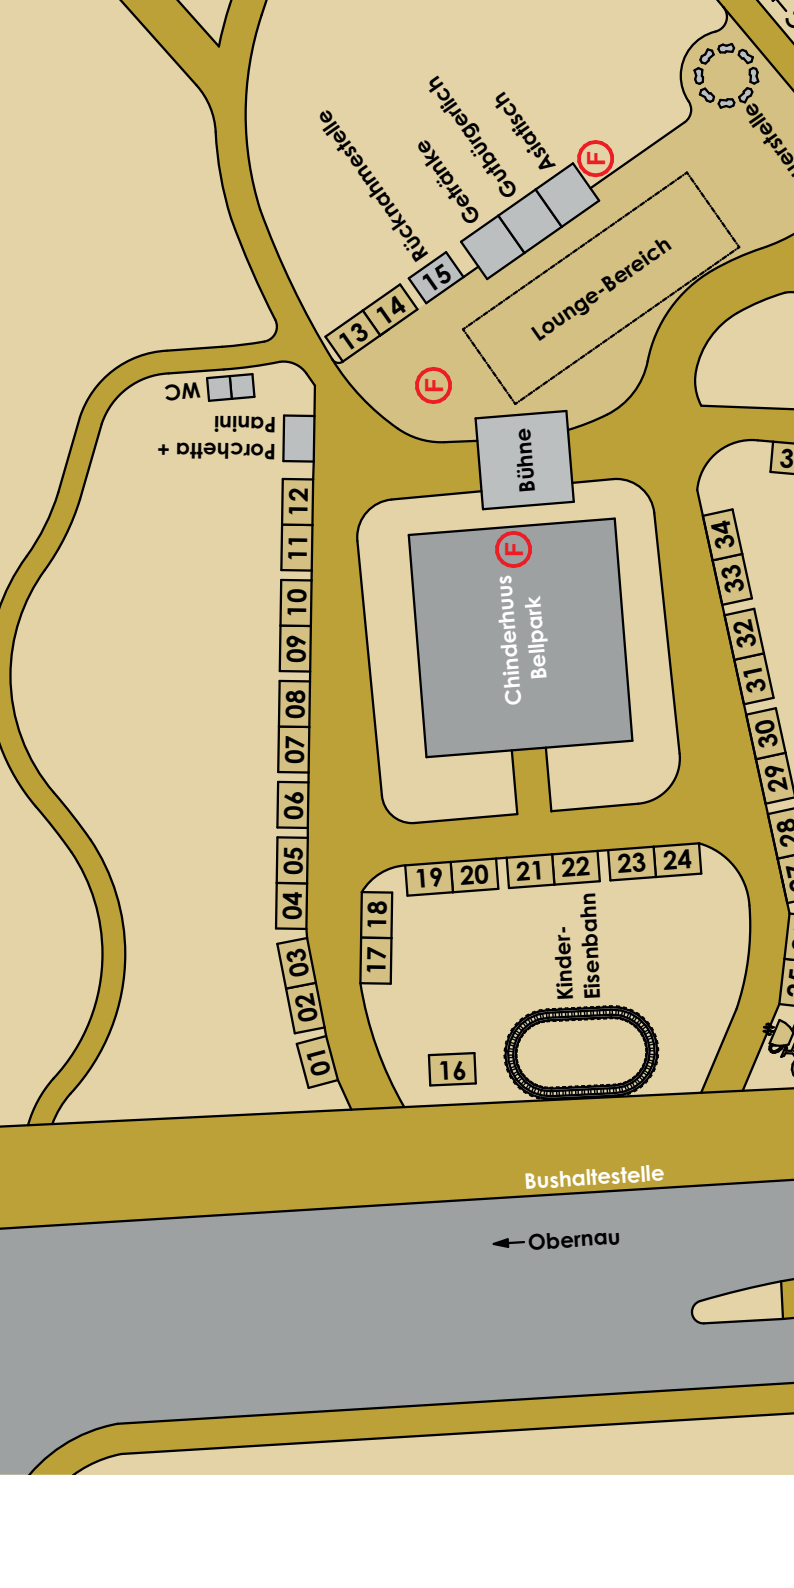 Rücknahmestelle
Getränke
Gutbürgerlich
Asiatisch
F
15
14
13
Lounge-Bereich
F
WC
Porchetta +
Panini
Bühne
F
Chinderhuus
Bellpark
12
11
10
09
08
07
06
05
04
03
02
01
34
33
32
31
30
29
28
19
20
21
22
23
24
18
17
16
Kinder-
Eisenbahn
Bushaltestelle
Obernau